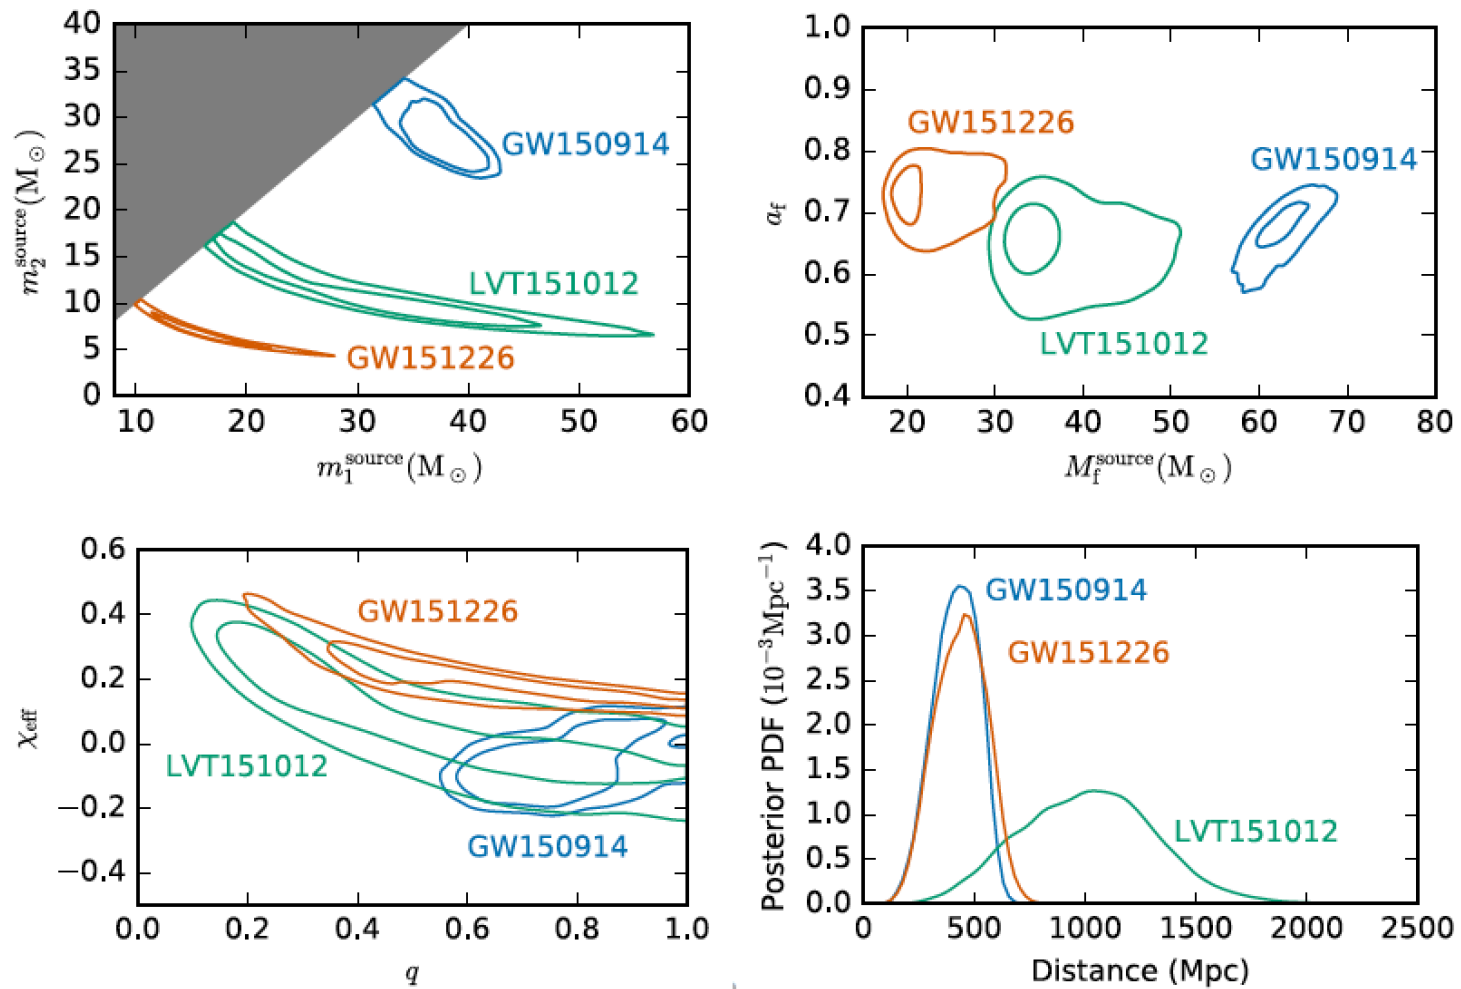 40
35
30
25
20
15
10
5
0
m₂^source (M⊙)
GW150914
LVT151012
GW151226
10 20 30 40 50 60
m₁^source (M⊙)
1.0
0.9
0.8
0.7
0.6
0.5
0.4
a_f
GW151226
GW150914
LVT151012
20 30 40 50 60 70 80
M_f^source (M⊙)
0.6
0.4
0.2
0.0
−0.2
−0.4
χ_eff
GW151226
LVT151012
GW150914
0.0 0.2 0.4 0.6 0.8 1.0
q
4.0
3.5
3.0
2.5
2.0
1.5
1.0
0.5
0.0
Posterior PDF (10⁻³Mpc⁻¹)
GW150914
GW151226
LVT151012
0 500 1000 1500 2000 2500
Distance (Mpc)